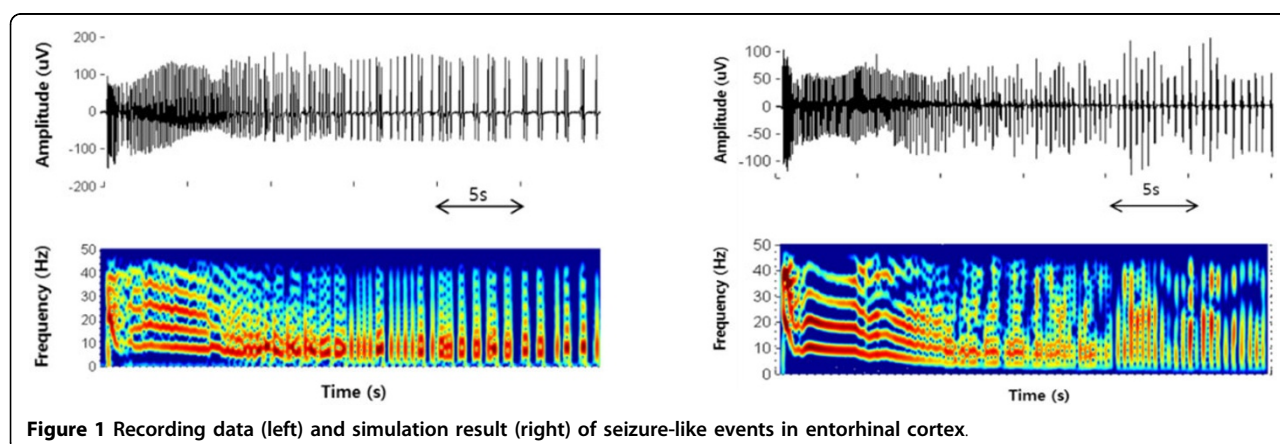 Amplitude (uV)
200
100
0
-100
-200
5s
Frequency (Hz)
50
40
30
20
10
0
Time (s)
Amplitude (uV)
100
50
0
-50
-100
5s
Frequency (Hz)
50
40
30
20
10
0
Time (s)
Figure 1 Recording data (left) and simulation result (right) of seizure-like events in entorhinal cortex.